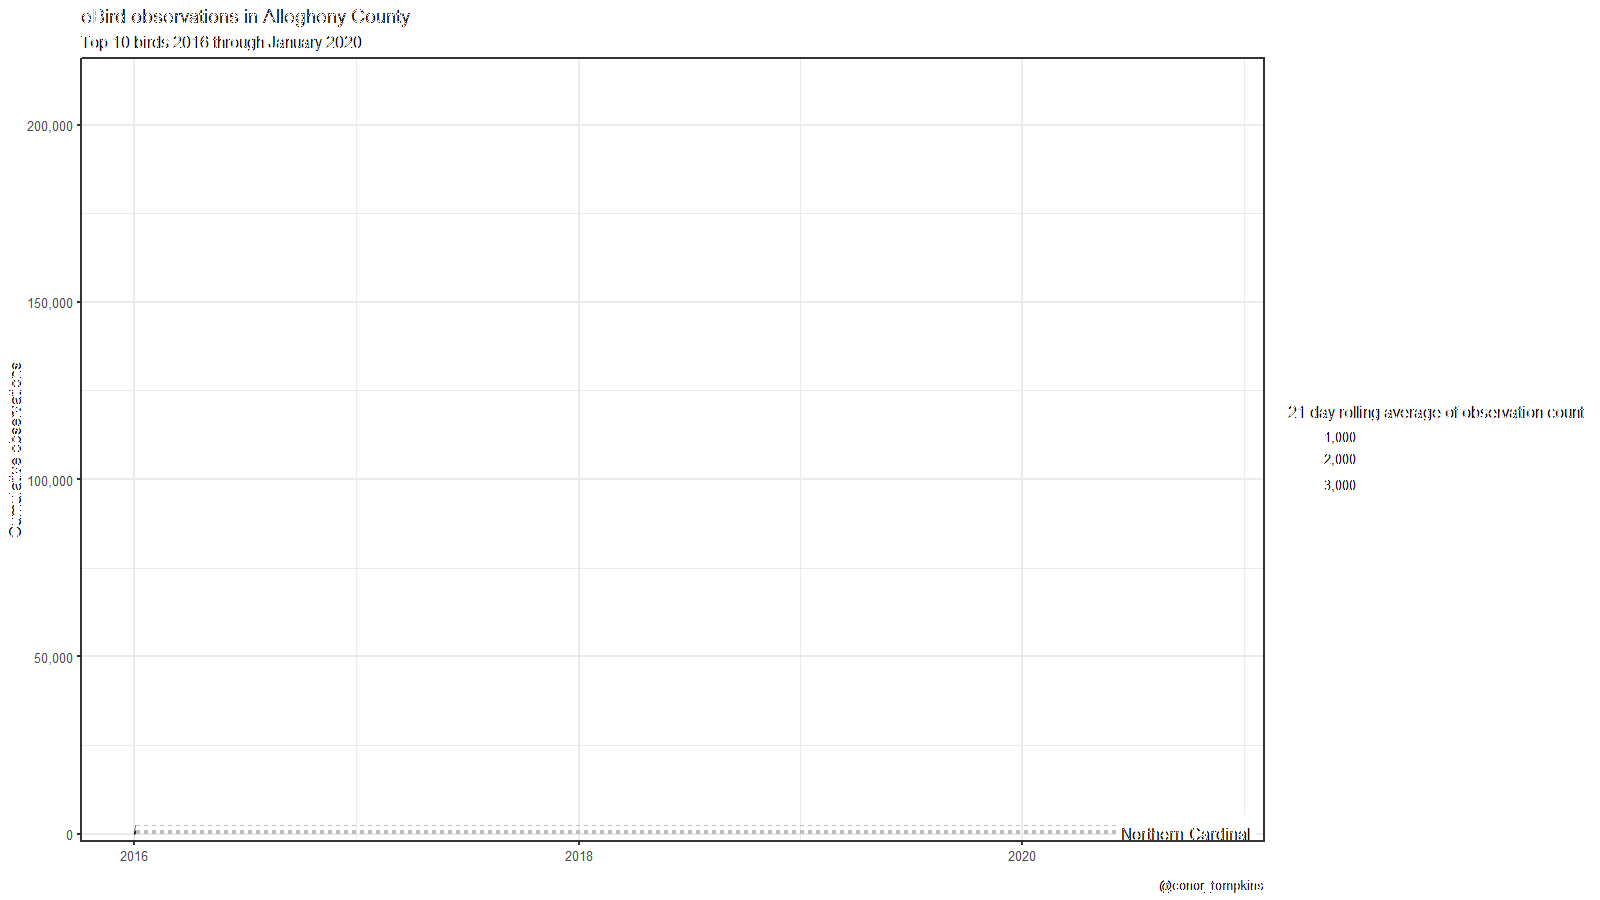 eBird observations in Allegheny County
Top 10 birds 2016 through January 2020
200,000
150,000
100,000
50,000
0
Cumulative observations
Northern Cardinal
2016
2018
2020
21 day rolling average of observation count
1,000
2,000
3,000
@conor_tompkins